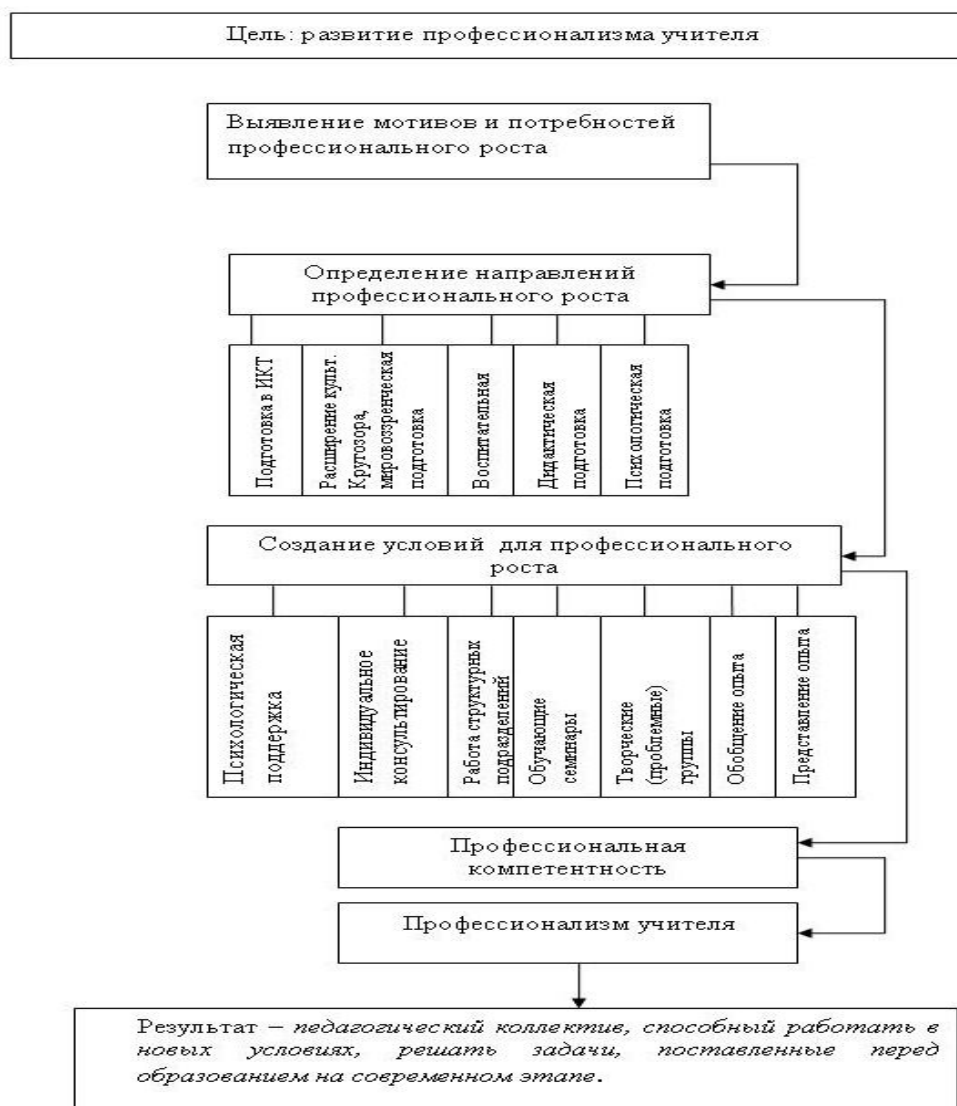 Цель: развитие профессионализма учителя
Выявление мотивов и потребностей
профессионального роста
Определение направлений
профессионального роста
Подготовка в ИКТ
Расширение культ.
Кругозора,
мировоззренческая
подготовка
Воспитательная
Дидактическая
подготовка
Психологическая
подготовка
Создание условий для профессионального
роста
Психологическая
поддержка
Индивидуальное
консультирование
Работа структурных
подразделений
Обучающие
семинары
Творческие
(проблемные)
группы
Обобщение опыта
Представление опыта
Профессиональная
компетентность
Профессионализм учителя
Результат – педагогический коллектив, способный работать в
новых условиях, решать задачи, поставленные перед
образованием на современном этапе.